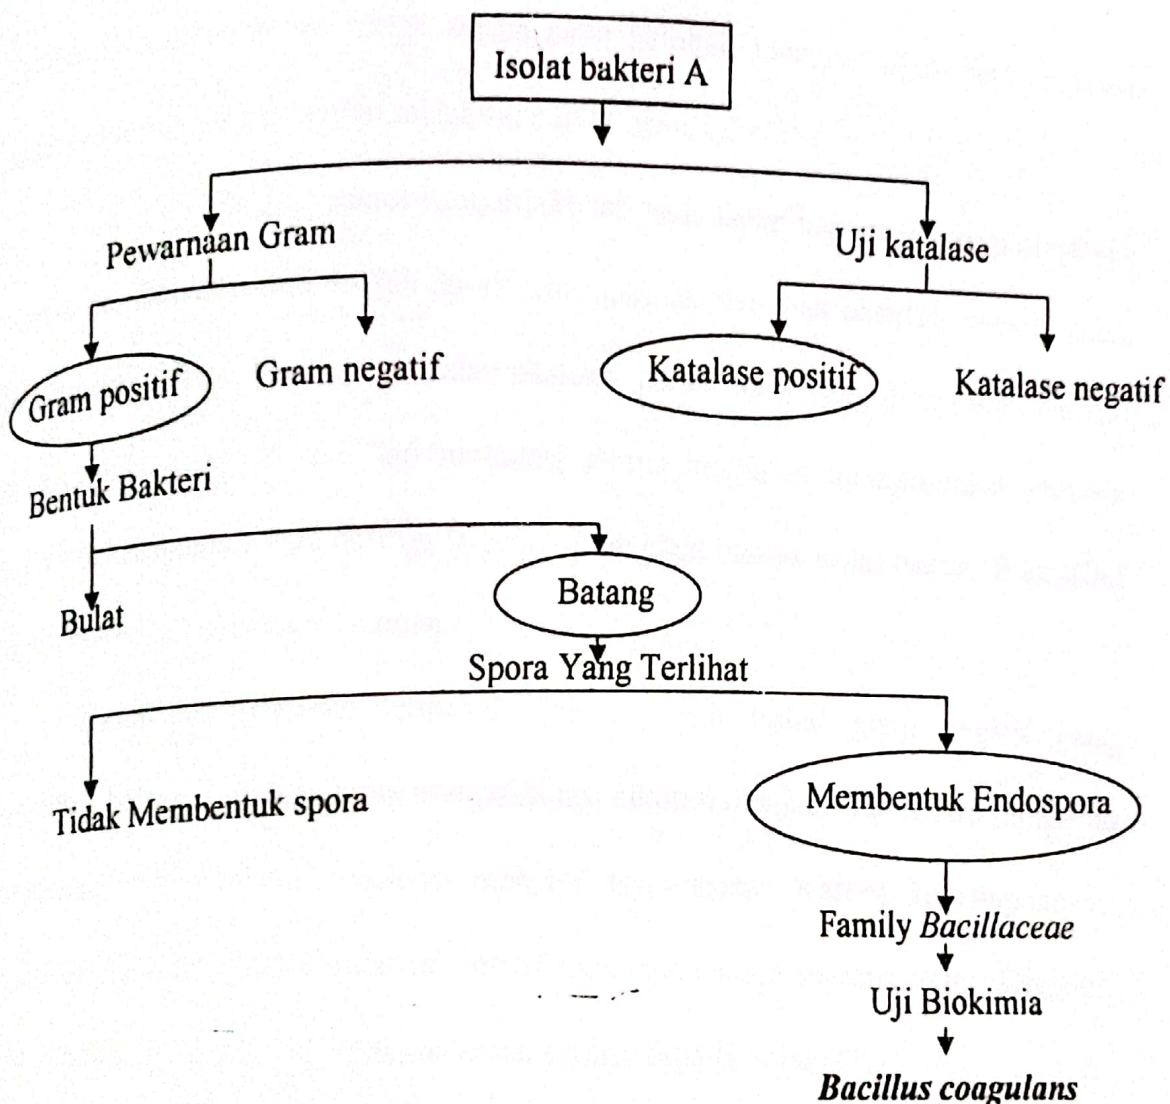 Isolat bakteri A
Pewarnaan Gram
Uji katalase
Gram positif
Gram negatif
Katalase positif
Katalase negatif
Bentuk Bakteri
Bulat
Batang
Spora Yang Terlihat
Tidak Membentuk spora
Membentuk Endospora
Family Bacillaceae
Uji Biokimia
Bacillus coagulans